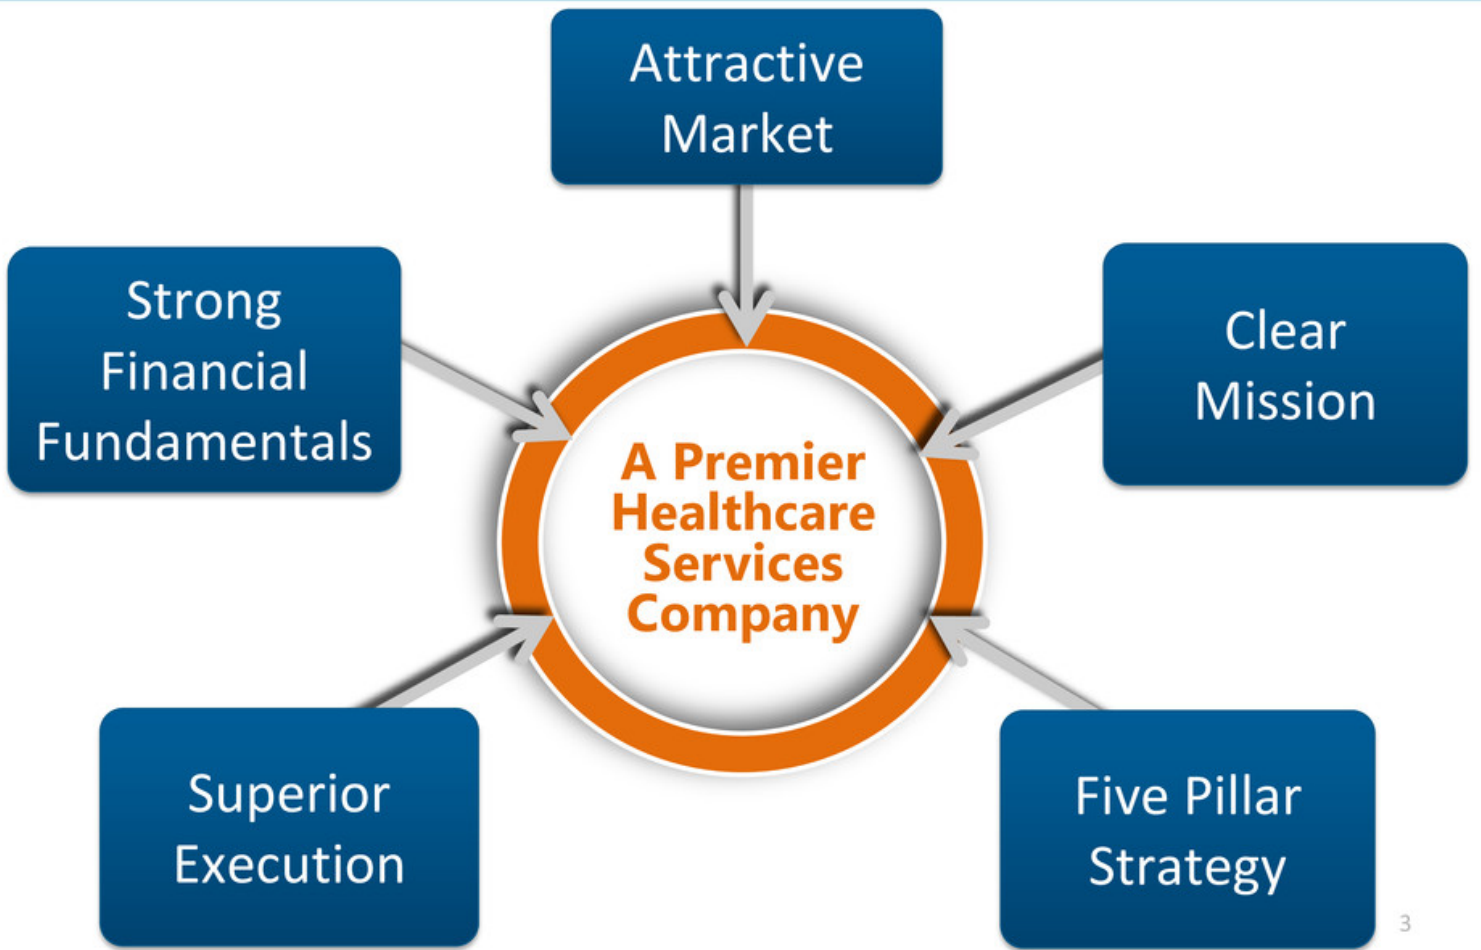 Attractive
Market
Strong
Financial
Fundamentals
Clear
Mission
A Premier
Healthcare
Services
Company
Superior
Execution
Five Pillar
Strategy
3